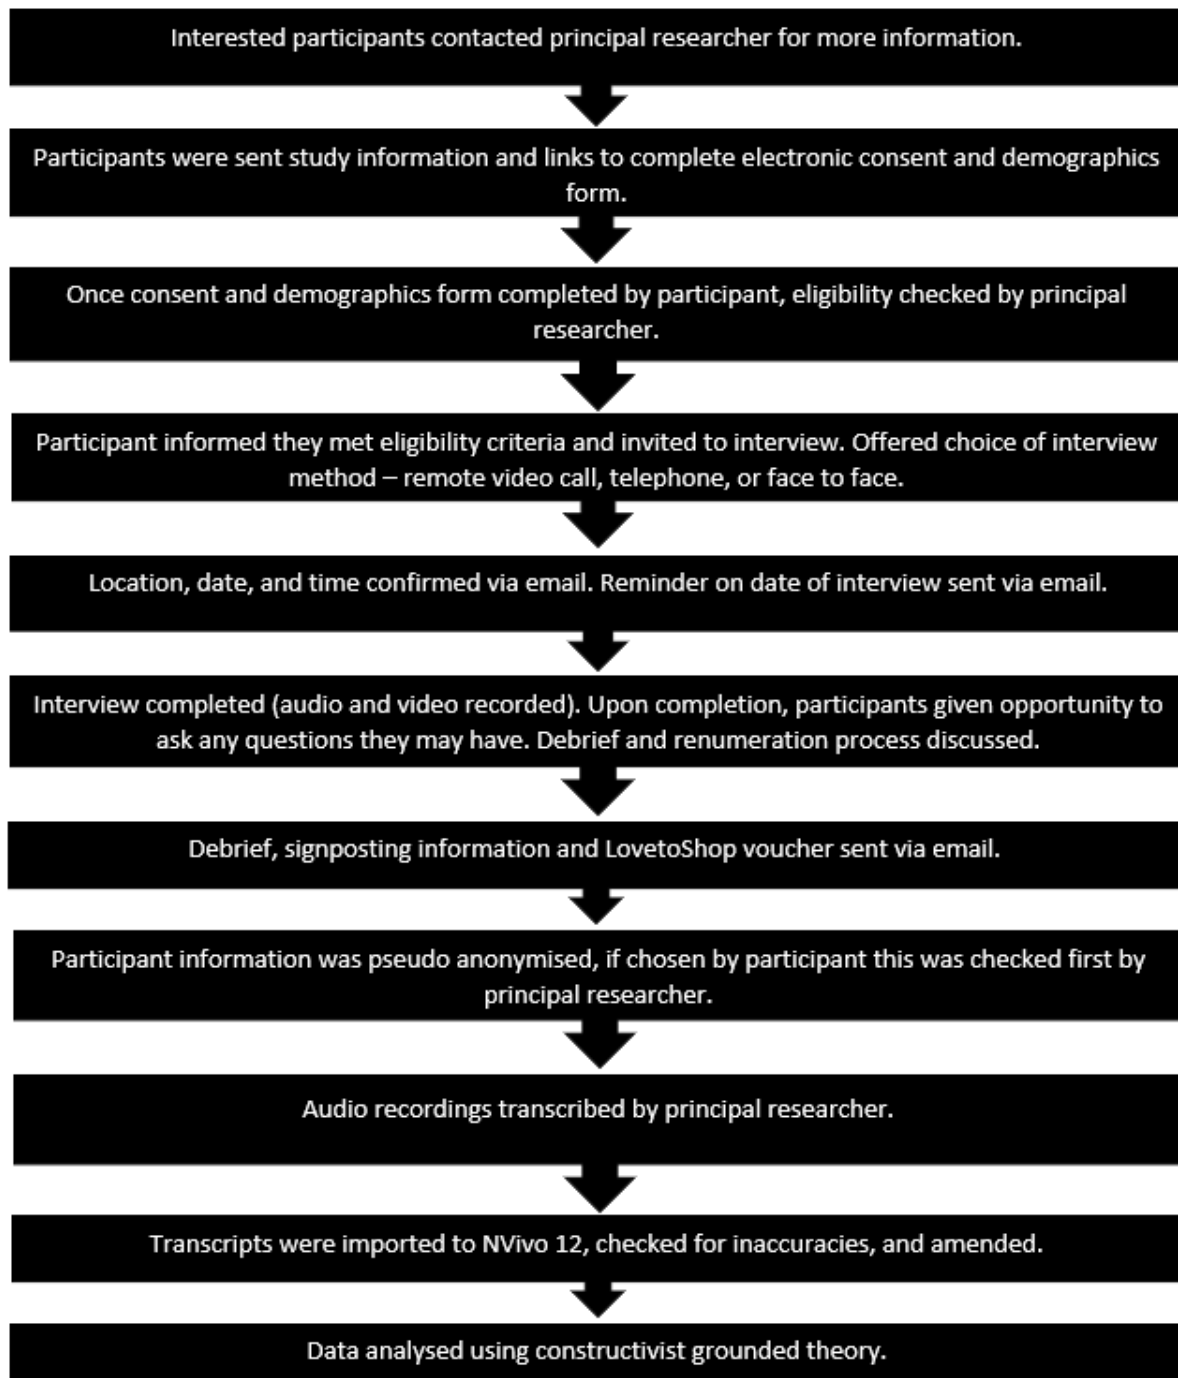 Interested participants contacted principal researcher for more information.
Participants were sent study information and links to complete electronic consent and demographics
form.
Once consent and demographics form completed by participant, eligibility checked by principal
researcher.
Participant informed they met eligibility criteria and invited to interview. Offered choice of interview
method – remote video call, telephone, or face to face.
Location, date, and time confirmed via email. Reminder on date of interview sent via email.
Interview completed (audio and video recorded). Upon completion, participants given opportunity to
ask any questions they may have. Debrief and renumeration process discussed.
Debrief, signposting information and LovetoShop voucher sent via email.
Participant information was pseudo anonymised, if chosen by participant this was checked first by
principal researcher.
Audio recordings transcribed by principal researcher.
Transcripts were imported to NVivo 12, checked for inaccuracies, and amended.
Data analysed using constructivist grounded theory.